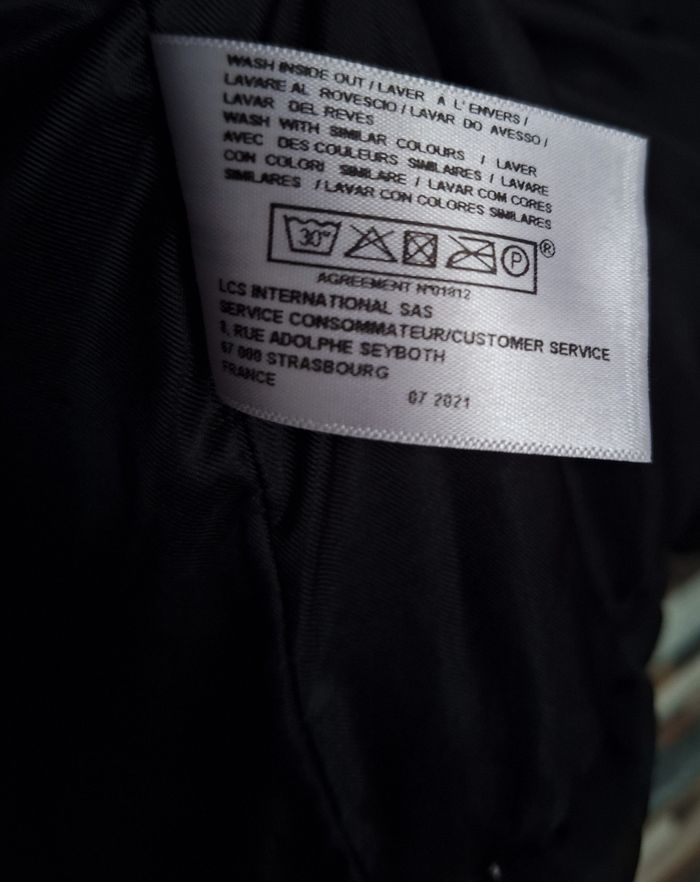 WASH INSIDE OUT / LAVER À L'ENVERS /
LAVARE AL ROVESCIO / LAVAR DO AVESSO /
LAVAR DEL REVÉS
WASH WITH SIMILAR COLOURS / LAVER
AVEC DES COULEURS SIMILAIRES / LAVARE
CON COLORI SIMILARE / LAVAR COM CORES
SIMILARES / LAVAR CON COLORES SIMILARES
30° P ®
AGREEMENT N°01812
LCS INTERNATIONAL SAS
SERVICE CONSOMMATEUR/CUSTOMER SERVICE
8, RUE ADOLPHE SEYBOTH
67 000 STRASBOURG
FRANCE
07 2021